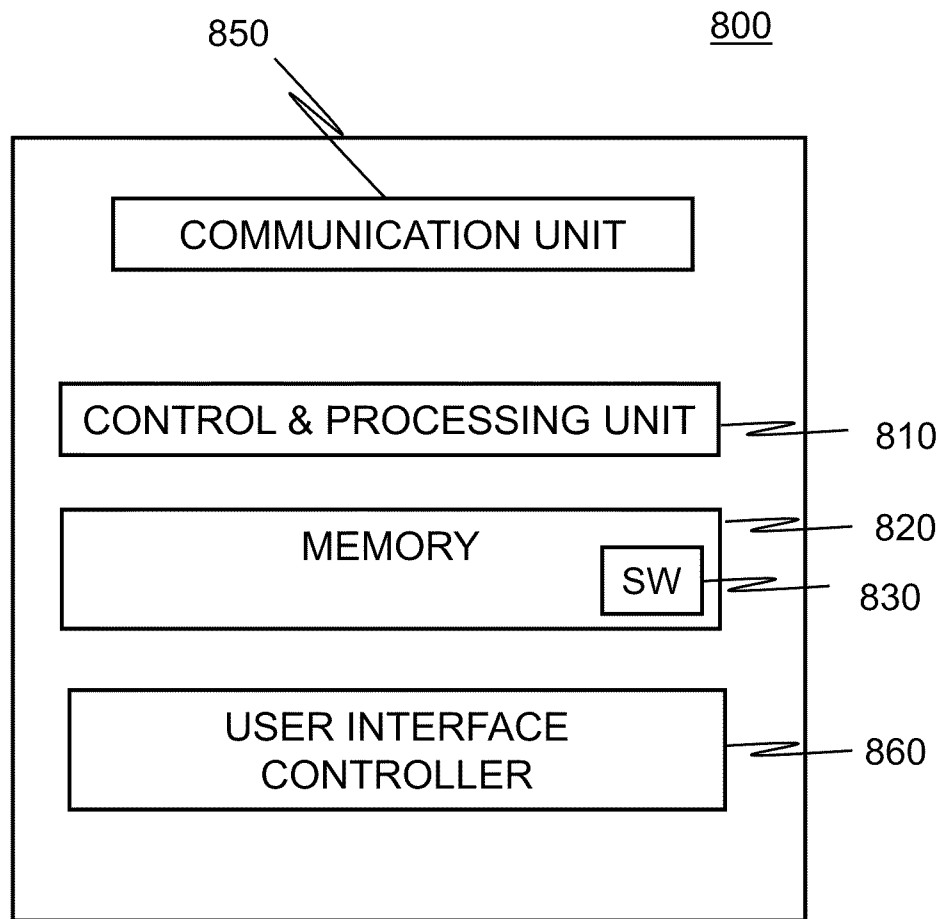 850
800
COMMUNICATION UNIT
CONTROL & PROCESSING UNIT
810
MEMORY
820
SW
830
USER INTERFACE
CONTROLLER
860